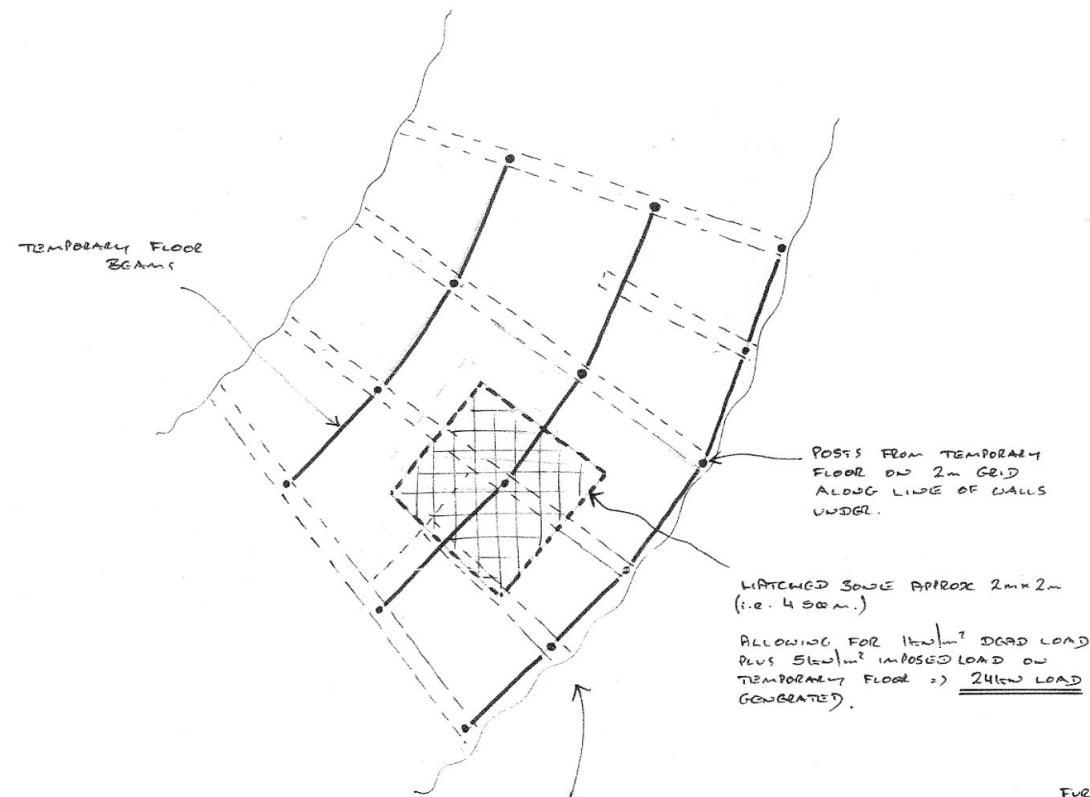 TEMPORARY FLOOR
BEAMS
POSTS FROM TEMPORARY
FLOOR ON 2m GRID
ALONG LINE OF WALLS
UNDER.
HATCHED ZONE APPROX 2m x 2m
(i.e. 4 SQ m.)
ALLOWING FOR 1kN/m² DEAD LOAD
PLUS 5kN/m² IMPOSED LOAD ON
TEMPORARY FLOOR => 24kN LOAD
GENERATED.